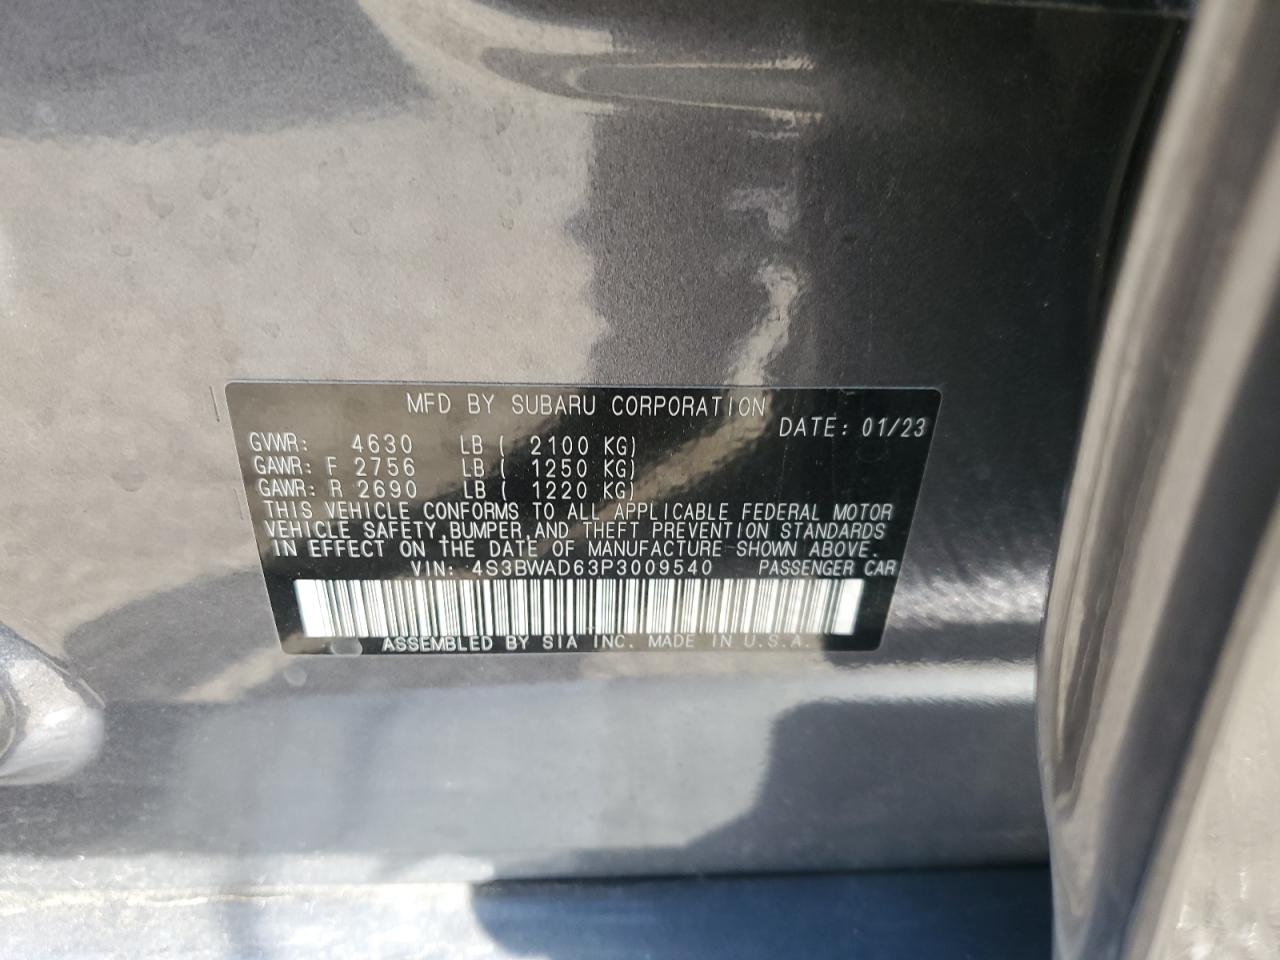 MFD BY SUBARU CORPORATION
DATE: 01/23
GVWR: 4630 LB ( 2100 KG)
GAWR: F 2756 LB ( 1250 KG)
GAWR: R 2690 LB ( 1220 KG)
THIS VEHICLE CONFORMS TO ALL APPLICABLE FEDERAL MOTOR
VEHICLE SAFETY,BUMPER,AND THEFT PREVENTION STANDARDS
IN EFFECT ON THE DATE OF MANUFACTURE SHOWN ABOVE.
VIN: 4S3BWAD63P3009540 PASSENGER CAR
ASSEMBLED BY SIA INC. MADE IN U.S.A.